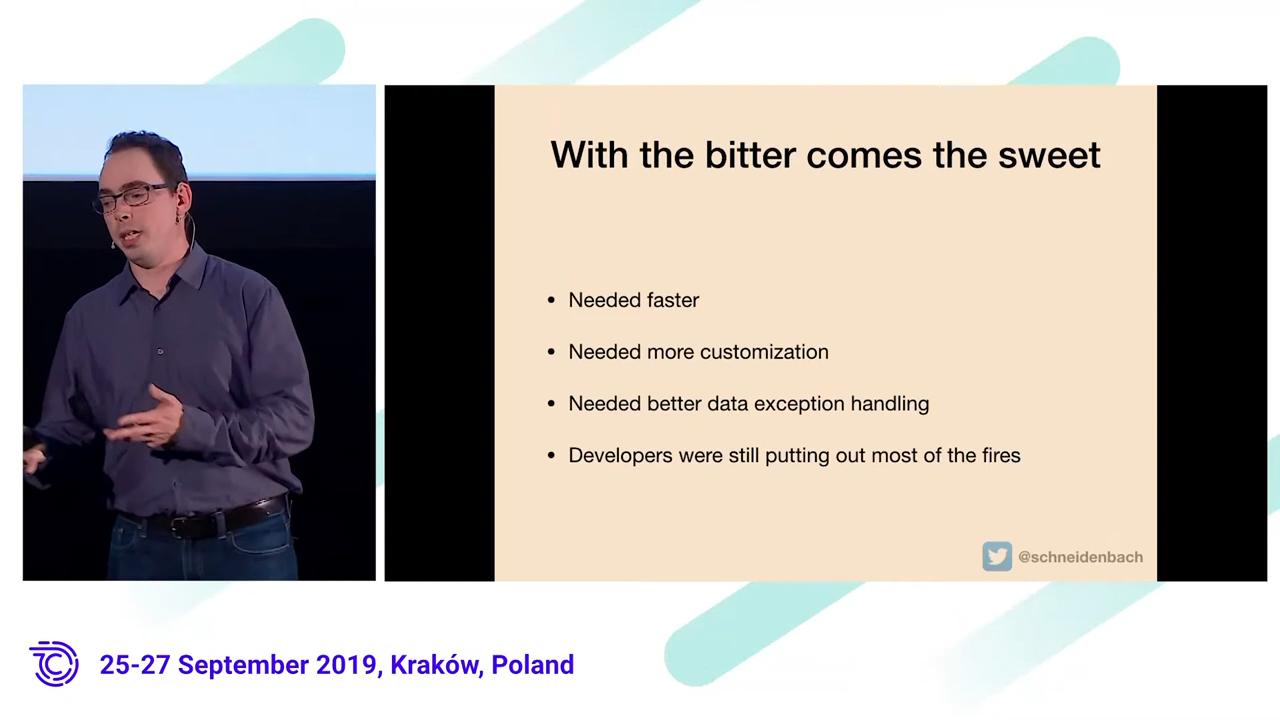 With the bitter comes the sweet
• Needed faster
• Needed more customization
• Needed better data exception handling
• Developers were still putting out most of the fires
@schneidenbach
25-27 September 2019, Kraków, Poland